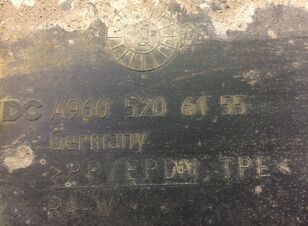 DC A960 520 61 55
Germany
>PP/EPDM TPE<